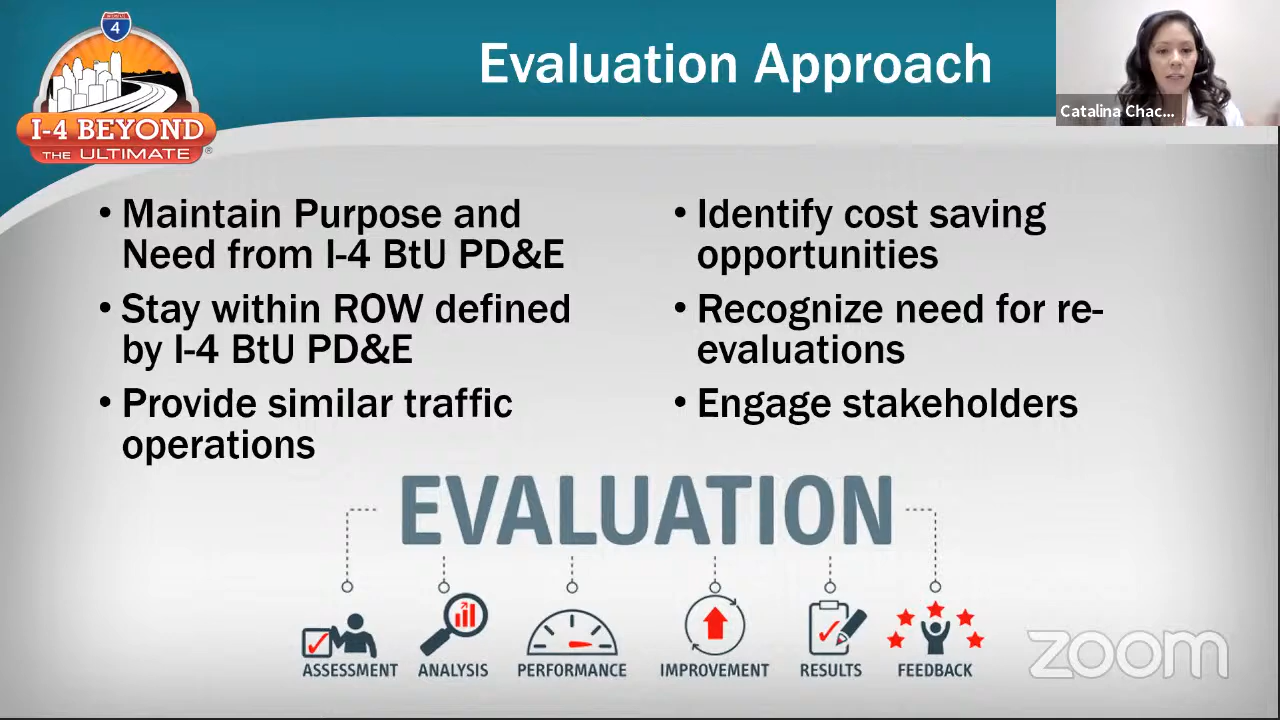 4
I-4 BEYOND
THE ULTIMATE®
Evaluation Approach
Catalina Chac...
• Maintain Purpose and
Need from I-4 BtU PD&E
• Stay within ROW defined
by I-4 BtU PD&E
• Provide similar traffic
operations
• Identify cost saving
opportunities
• Recognize need for re-
evaluations
• Engage stakeholders
EVALUATION
ASSESSMENT
ANALYSIS
PERFORMANCE
IMPROVEMENT
RESULTS
FEEDBACK
zoom